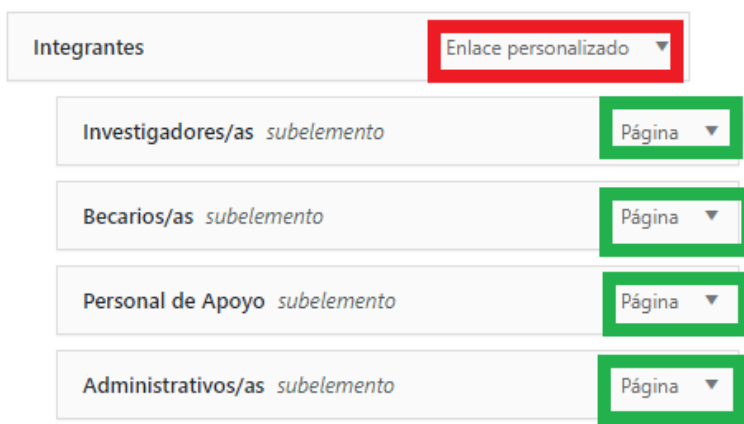 Integrantes Enlace personalizado
Investigadores/as subelemento Página
Becarios/as subelemento Página
Personal de Apoyo subelemento Página
Administrativos/as subelemento Página